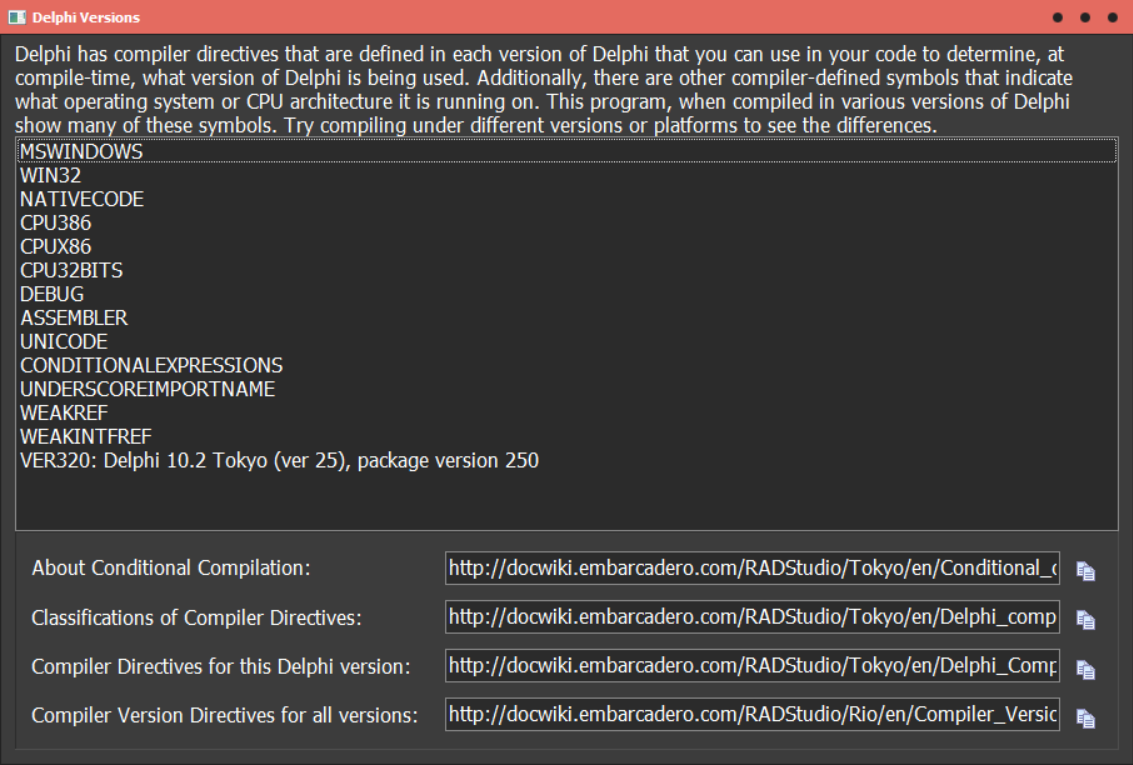 Delphi Versions
Delphi has compiler directives that are defined in each version of Delphi that you can use in your code to determine, at
compile-time, what version of Delphi is being used. Additionally, there are other compiler-defined symbols that indicate
what operating system or CPU architecture it is running on. This program, when compiled in various versions of Delphi
show many of these symbols. Try compiling under different versions or platforms to see the differences.
MSWINDOWS
WIN32
NATIVECODE
CPU386
CPUX86
CPU32BITS
DEBUG
ASSEMBLER
UNICODE
CONDITIONALEXPRESSIONS
UNDERSCOREIMPORTNAME
WEAKREF
WEAKINTFREF
VER320: Delphi 10.2 Tokyo (ver 25), package version 250
About Conditional Compilation: http://docwiki.embarcadero.com/RADStudio/Tokyo/en/Conditional_c
Classifications of Compiler Directives: http://docwiki.embarcadero.com/RADStudio/Tokyo/en/Delphi_comp
Compiler Directives for this Delphi version: http://docwiki.embarcadero.com/RADStudio/Tokyo/en/Delphi_Comp
Compiler Version Directives for all versions: http://docwiki.embarcadero.com/RADStudio/Rio/en/Compiler_Versic